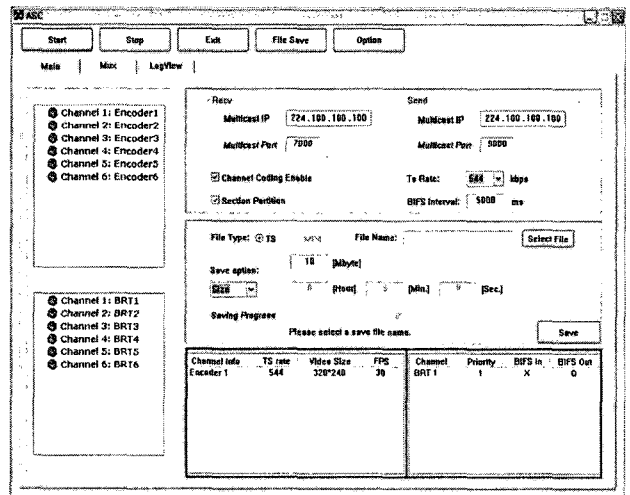 ASC
Start Stop Exit File Save Option
Main Mux LogView
Channel 1: Encoder1
Channel 2: Encoder2
Channel 3: Encoder3
Channel 4: Encoder4
Channel 5: Encoder5
Channel 6: Encoder6
Channel 1: BRT1
Channel 2: BRT2
Channel 3: BRT3
Channel 4: BRT4
Channel 5: BRT5
Channel 6: BRT6
Recv
Multicast IP 224.100.100.100
Multicast Port 7000
Channel Coding Enable
Section Partition
Send
Multicast IP 224.100.100.100
Multicast Port
Ts Rate: 544 kbps
BIFS Interval: 5000 ms
File Type: TS File Name: Select File
Save option: 10 [Mbyte]
Size [Hour] [Min.] [Sec.]
Saving Progress
Please select a save file name.
Save
Channel Info TS rate Video Size FPS
Encoder 1 544 320*240 30
Channel Priority BIFS In BIFS Out
BRT 1 1 X O